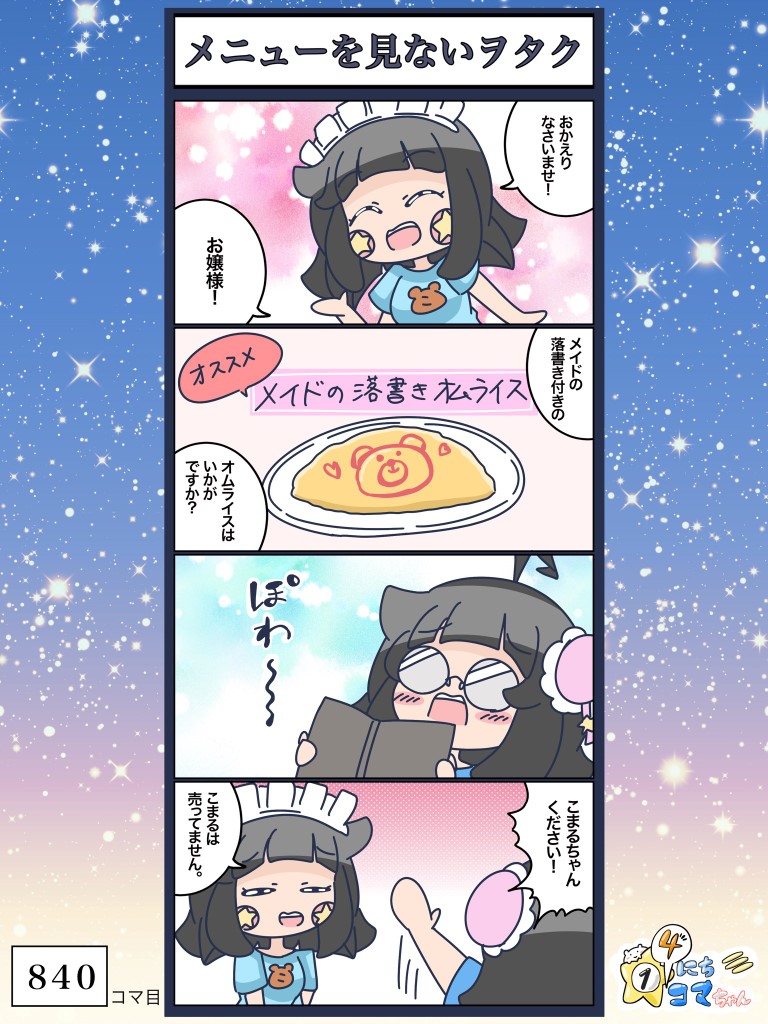 メニューを見ないヲタク
おかえり
なさいませ！
お嬢様！
メイドの
落書き付きの
オススメ
メイドの落書きオムライス
オムライスは
いかが
ですか？
ぽわ〜
こまるちゃん
ください！
こまるは
売ってません。
840
コマ目
1
4
にち
コマちゃん